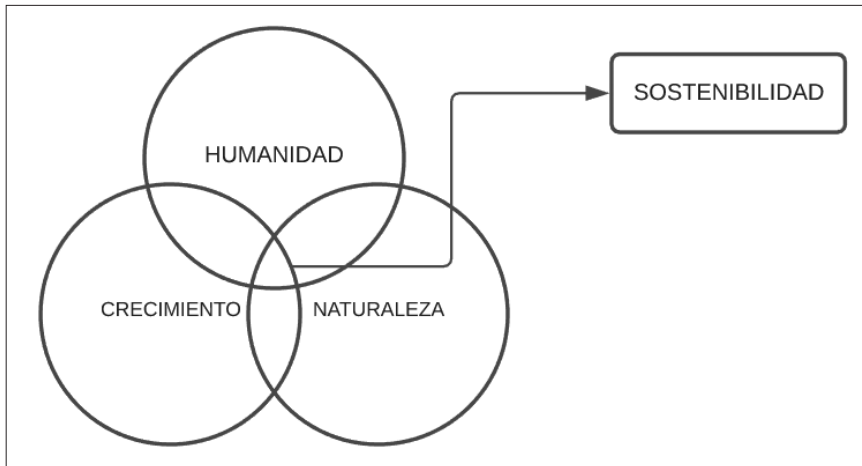 SOSTENIBILIDAD
HUMANIDAD
CRECIMIENTO
NATURALEZA